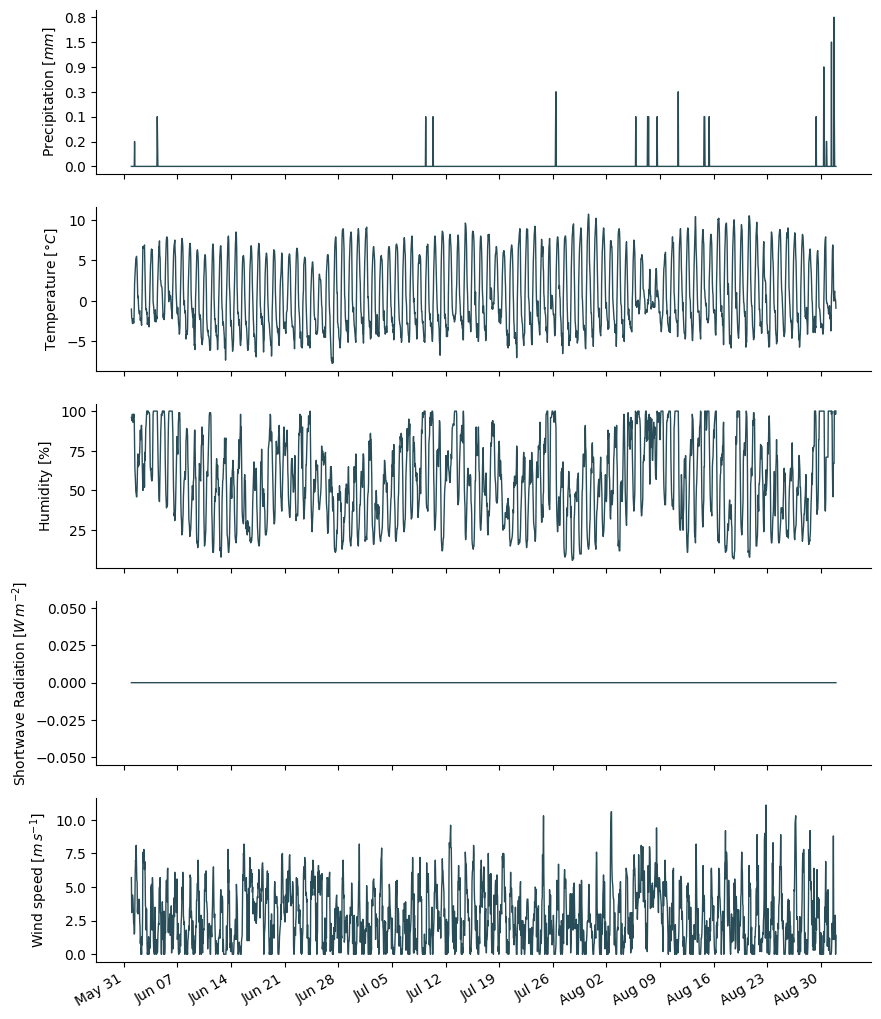 Precipitation [mm]
0.8
1.5
0.9
0.3
0.1
0.2
0.0
Temperature [°C]
10
5
0
−5
Humidity [%]
100
75
50
25
Shortwave Radiation [W m⁻²]
0.050
0.025
0.000
−0.025
−0.050
Wind speed [m s⁻¹]
10.0
7.5
5.0
2.5
0.0
May 31
Jun 07
Jun 14
Jun 21
Jun 28
Jul 05
Jul 12
Jul 19
Jul 26
Aug 02
Aug 09
Aug 16
Aug 23
Aug 30